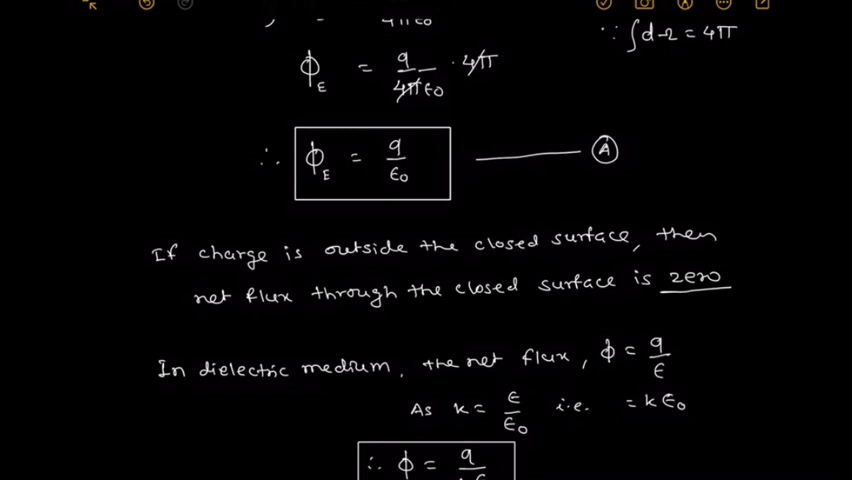 ∵ ∫dΩ = 4π
ϕ_E = q/4πε₀ · 4π
∴ ϕ_E = q/ε₀ ——— Ⓐ
If charge is outside the closed surface, then
net flux through the closed surface is zero
In dielectric medium, the net flux, ϕ = q/ε
As K = ε/ε₀ i.e. = Kε₀
∴ ϕ = q